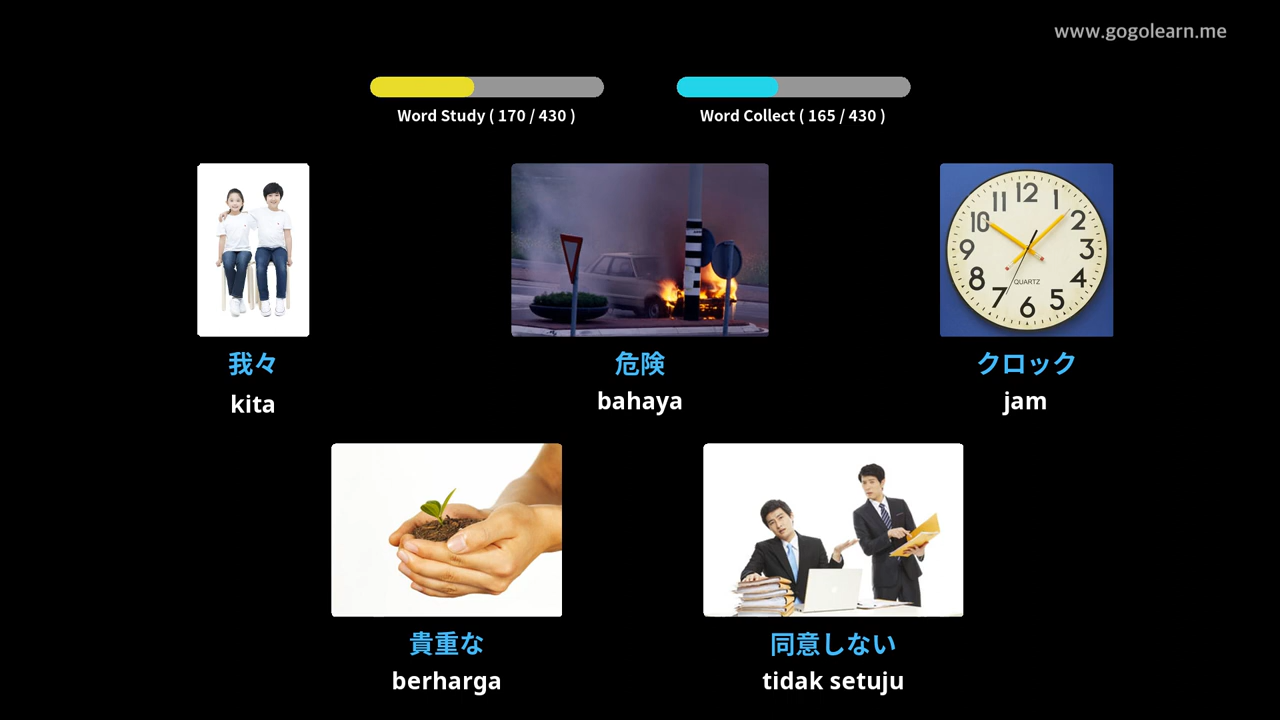 www.gogolearn.me
Word Study ( 170 / 430 )
Word Collect ( 165 / 430 )
12
1
2
3
4
5
6
7
8
9
10
11
QUARTZ
我々
kita
危険
bahaya
クロック
jam
貴重な
berharga
同意しない
tidak setuju